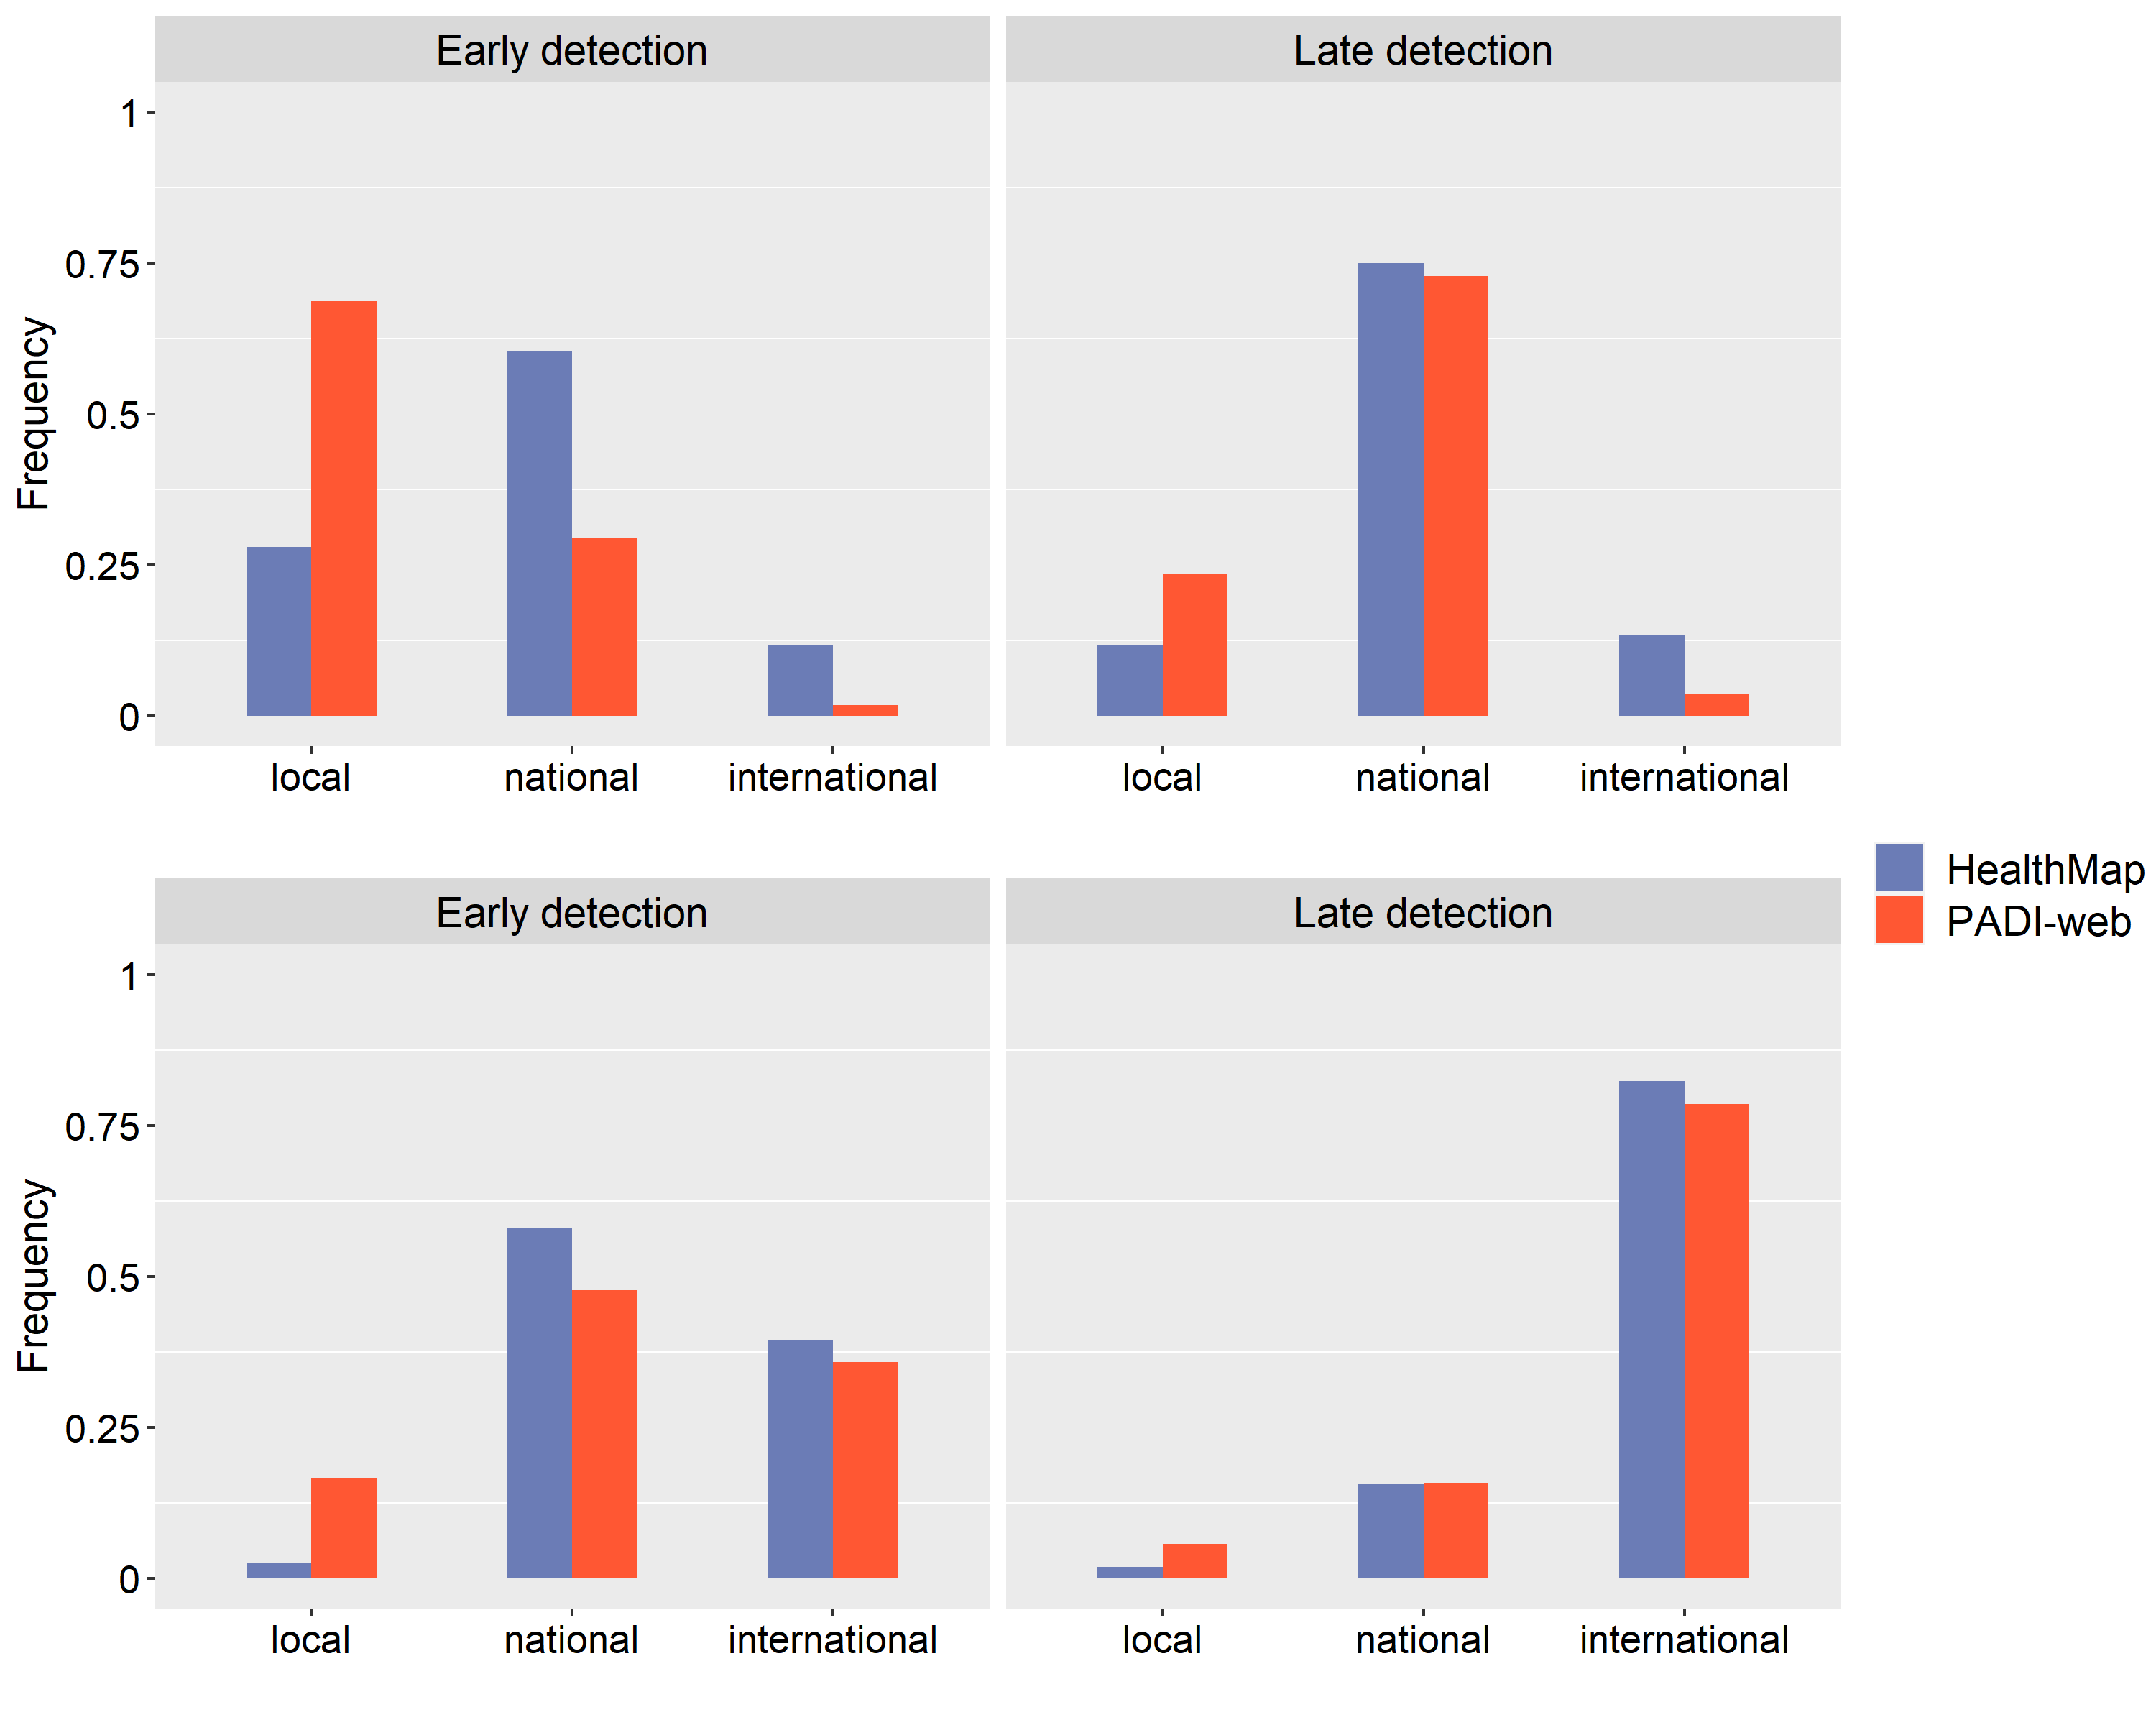 Early detection
Late detection
1
0.75
0.5
0.25
0
Frequency
local national international
local national international
HealthMap
PADI-web
Early detection
Late detection
1
0.75
0.5
0.25
0
Frequency
local national international
local national international